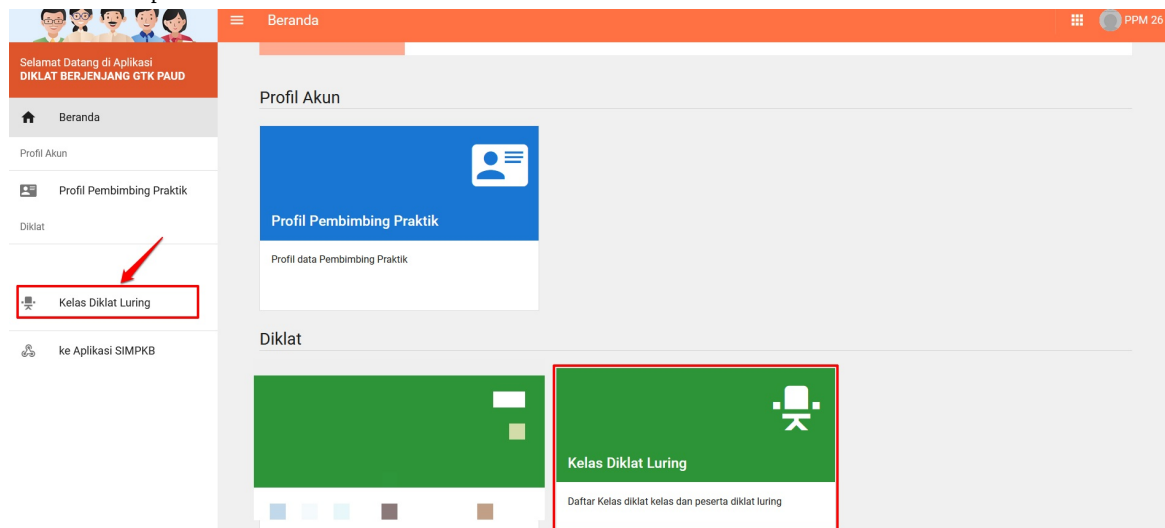 Beranda
PPM 26
Selamat Datang di Aplikasi
DIKLAT BERJENJANG GTK PAUD
Beranda
Profil Akun
Profil Pembimbing Praktik
Diklat
Kelas Diklat Luring
ke Aplikasi SIMPKB
Profil Akun
Profil Pembimbing Praktik
Profil data Pembimbing Praktik
Diklat
Kelas Diklat Luring
Daftar Kelas diklat kelas dan peserta diklat luring